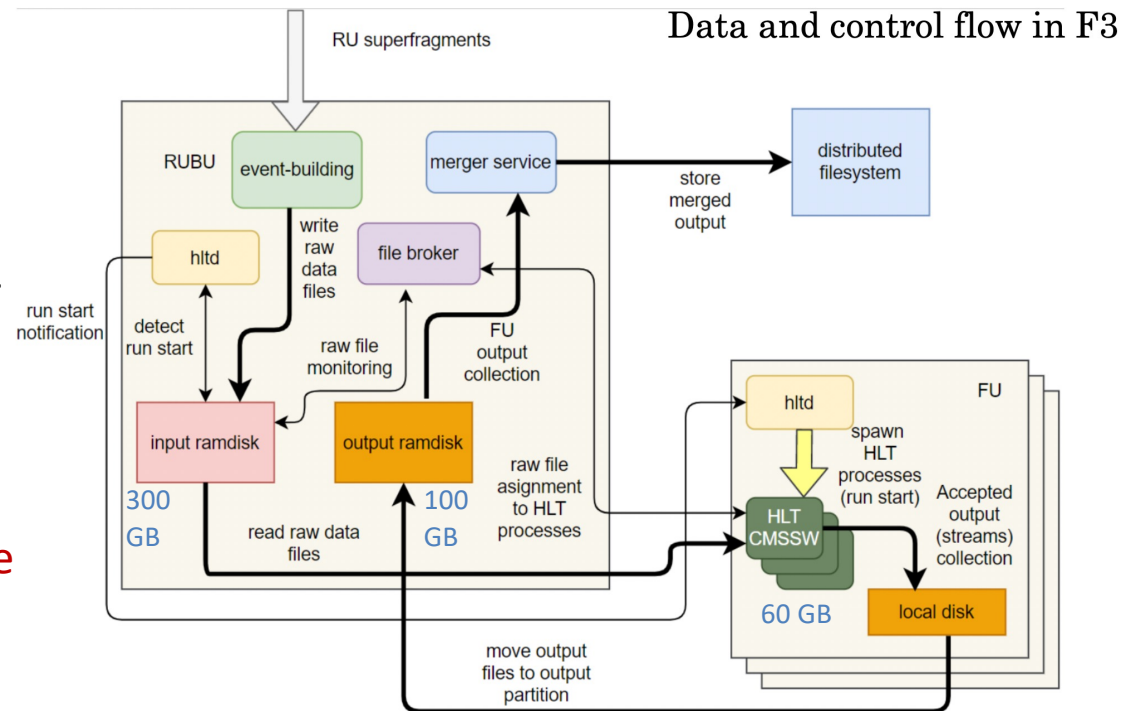 Data and control flow in F3
RU superfragments
RUBU
event-building
merger service
distributed
filesystem
store
merged
output
write
raw
data
files
hltd
file broker
run start
notification
detect
run start
raw file
monitoring
FU
output
collection
input ramdisk
output ramdisk
300
GB
100
GB
read raw data
files
raw file
asignment
to HLT
processes
FU
hltd
spawn
HLT
processes
(run start)
HLT
CMSSW
Accepted
output
(streams)
collection
60 GB
local disk
move output
files to output
partition
e